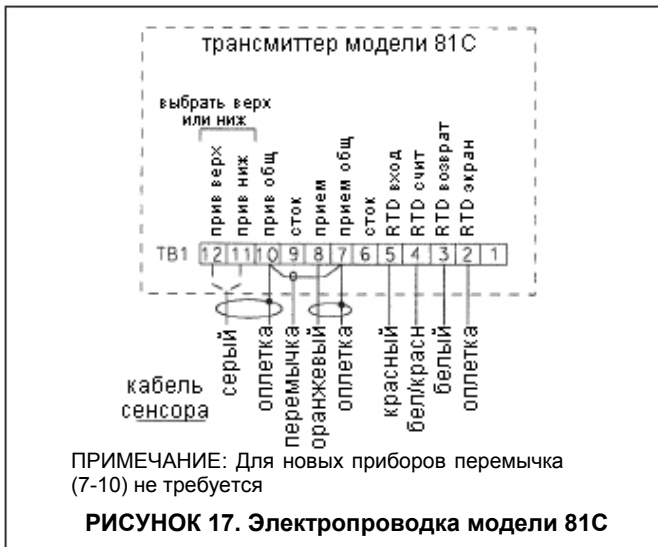 трансмиттер модели 81С
выбрать верх
или ниж
прив верх
прив ниж
прив общ
сток
прием
прием общ
сток
RTD вход
RTD счит
RTD возврат
RTD экран
ТВ1 12 11 10 9 8 7 6 5 4 3 2 1
серый
оплетка
перемычка
оранжевый
оплетка
красный
бел/красн
белый
оплетка
кабель
сенсора
ПРИМЕЧАНИЕ: Для новых приборов перемычка
(7-10) не требуется
РИСУНОК 17. Электропроводка модели 81С